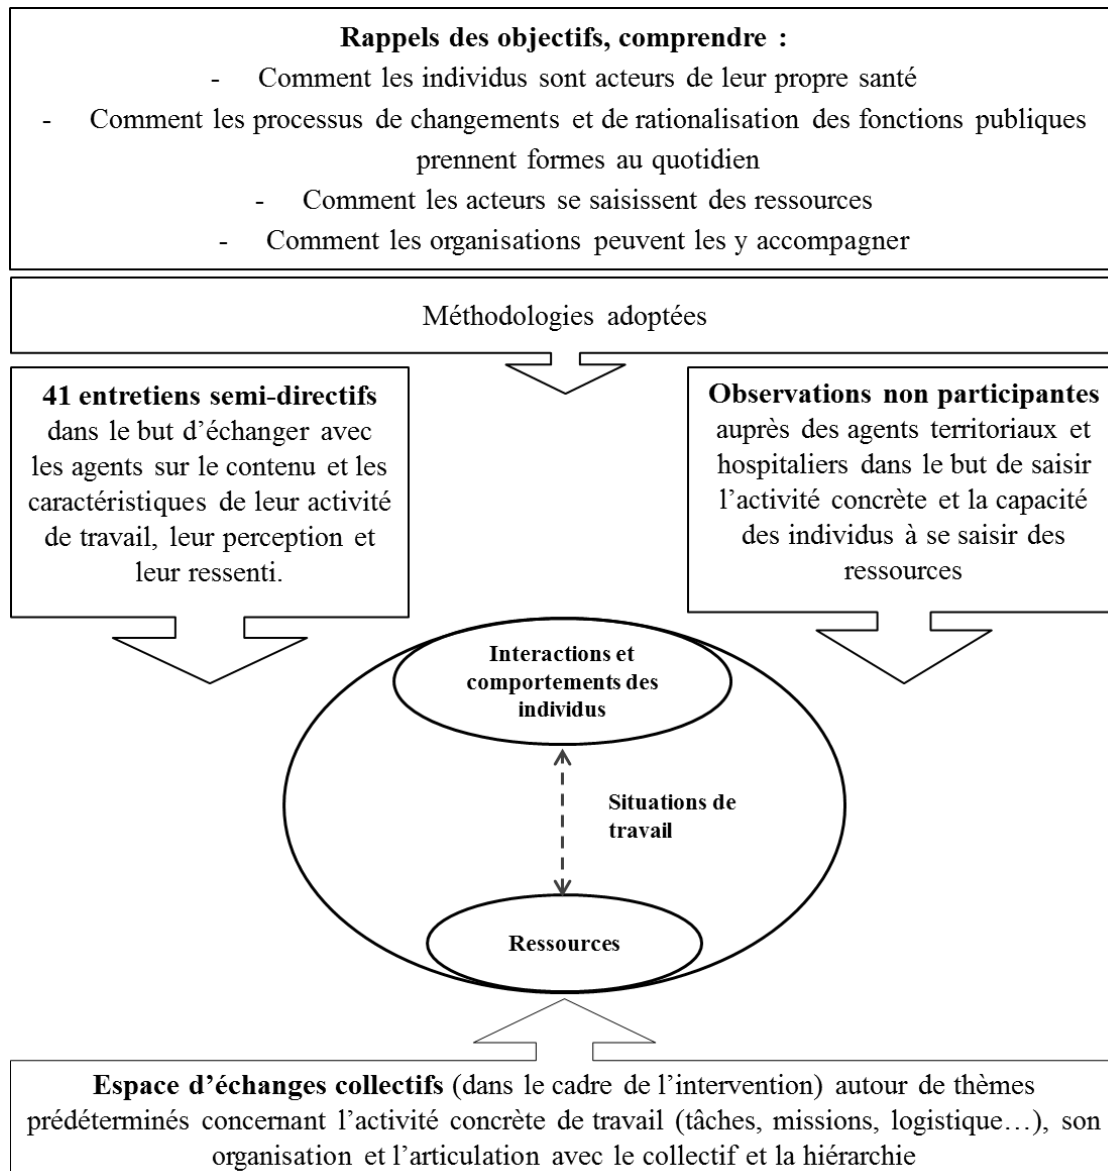 Rappels des objectifs, comprendre :
- Comment les individus sont acteurs de leur propre santé
- Comment les processus de changements et de rationalisation des fonctions publiques
prennent formes au quotidien
- Comment les acteurs se saisissent des ressources
- Comment les organisations peuvent les y accompagner
Méthodologies adoptées
41 entretiens semi-directifs
dans le but d’échanger avec
les agents sur le contenu et les
caractéristiques de leur activité
de travail, leur perception et
leur ressenti.
Observations non participantes
auprès des agents territoriaux et
hospitaliers dans le but de saisir
l’activité concrète et la capacité
des individus à se saisir des
ressources
Interactions et
comportements des
individus
Situations de
travail
Ressources
Espace d’échanges collectifs (dans le cadre de l’intervention) autour de thèmes
prédéterminés concernant l’activité concrète de travail (tâches, missions, logistique…), son
organisation et l’articulation avec le collectif et la hiérarchie